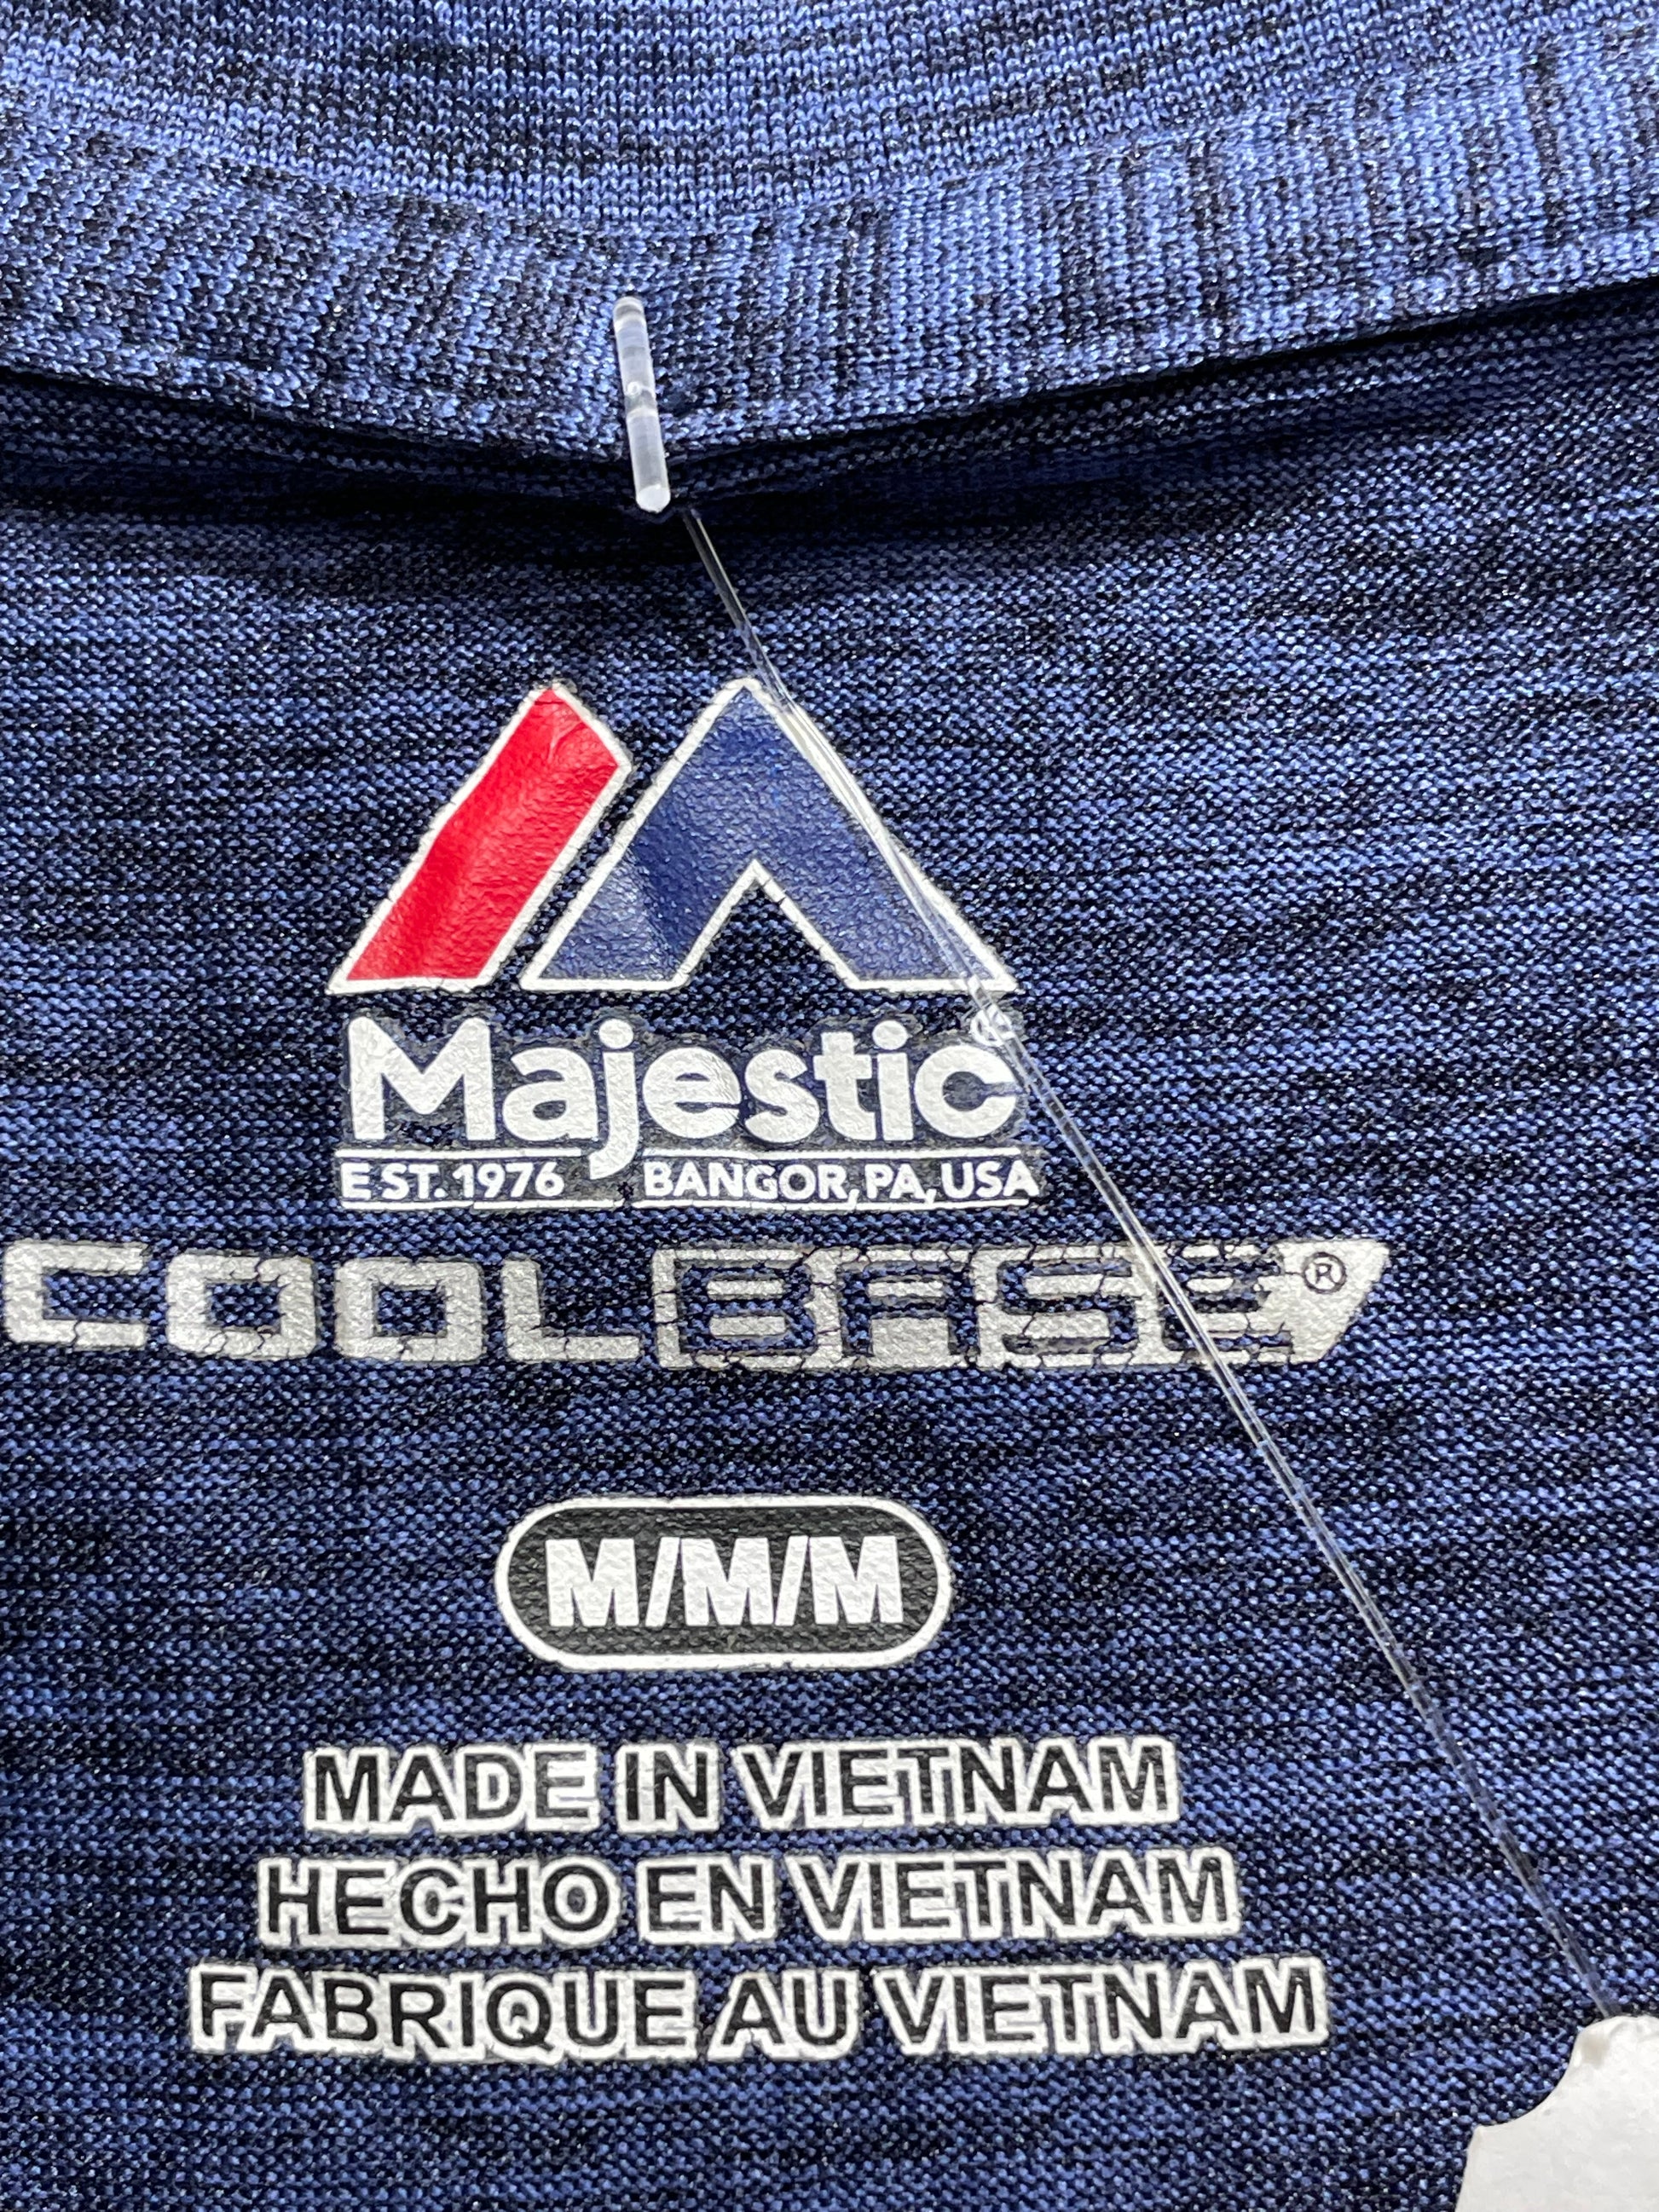 Majestic
EST. 1976 BANGOR, PA, USA
COOLBASE®
M/M/M
MADE IN VIETNAM
HECHO EN VIETNAM
FABRIQUE AU VIETNAM